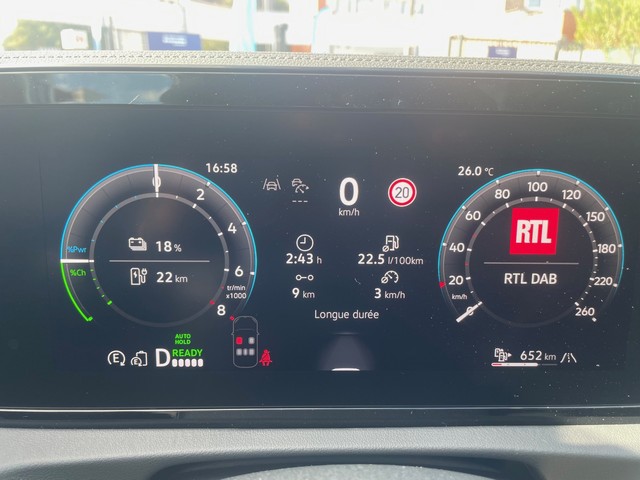 16:58
0
2
4
6
8
tr/min
x1000
%Pwr
%Ch
18 %
22 km
AUTO
HOLD
E
D READY
0
km/h
20
---
2:43 h
22.5 l/100km
9 km
3 km/h
Longue durée
26.0 °C
0
20
40
60
80
100
120
150
180
220
260
km/h
RTL
RTL DAB
652 km